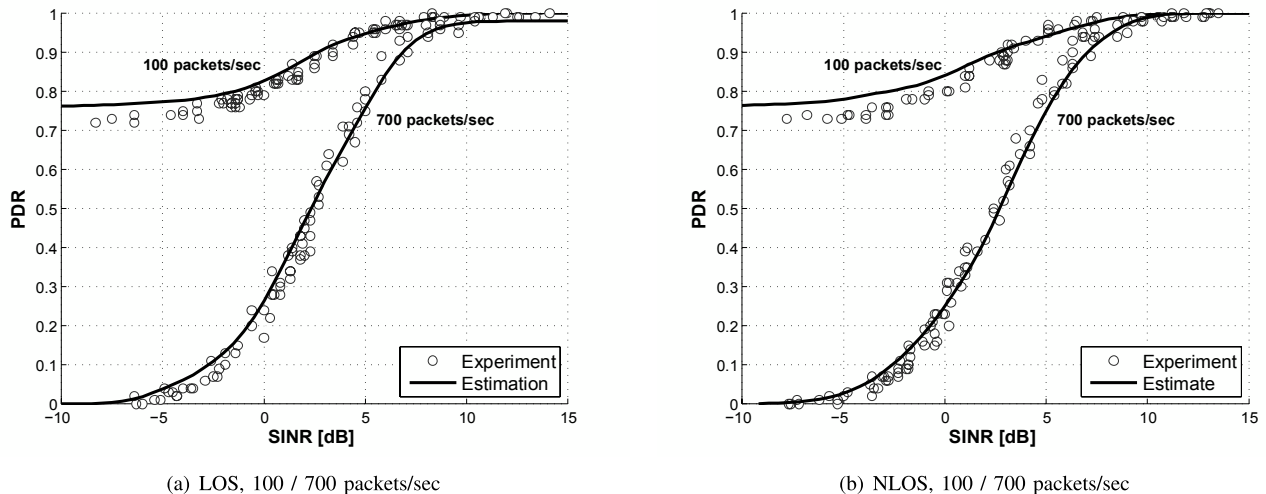 1
0.9
0.8
0.7
0.6
0.5
0.4
0.3
0.2
0.1
0
PDR
100 packets/sec
700 packets/sec
Experiment
Estimation
−10
−5
0
5
10
15
SINR [dB]
(a) LOS, 100 / 700 packets/sec
1
0.9
0.8
0.7
0.6
0.5
0.4
0.3
0.2
0.1
0
PDR
100 packets/sec
700 packets/sec
Experiment
Estimate
−10
−5
0
5
10
15
SINR [dB]
(b) NLOS, 100 / 700 packets/sec